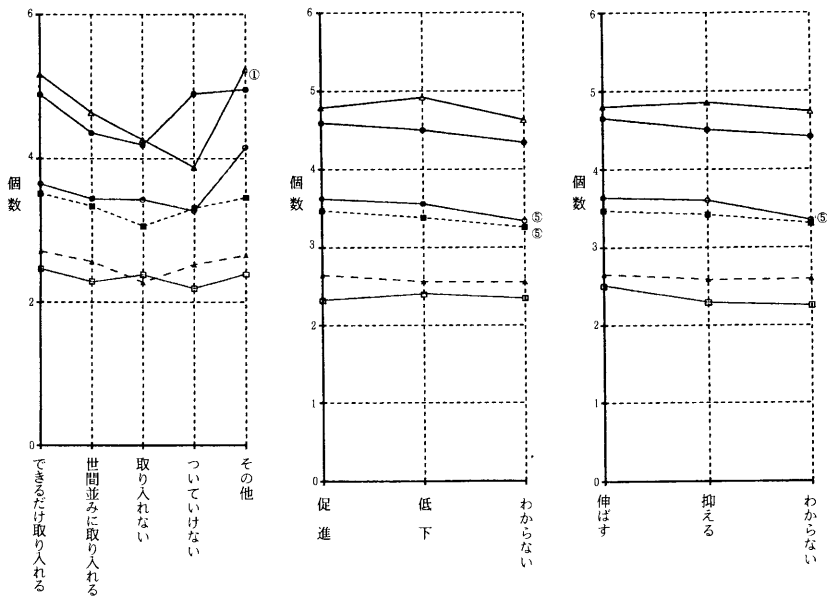 6
4
2
0
個数
①
できるだけ取り入れる
世間並みに取り入れる
取り入れない
ついていけない
その他
6
5
4
3
2
1
0
個数
⑤
⑤
促進
低下
わからない
6
5
4
3
2
1
0
個数
⑤
伸ばす
抑える
わからない